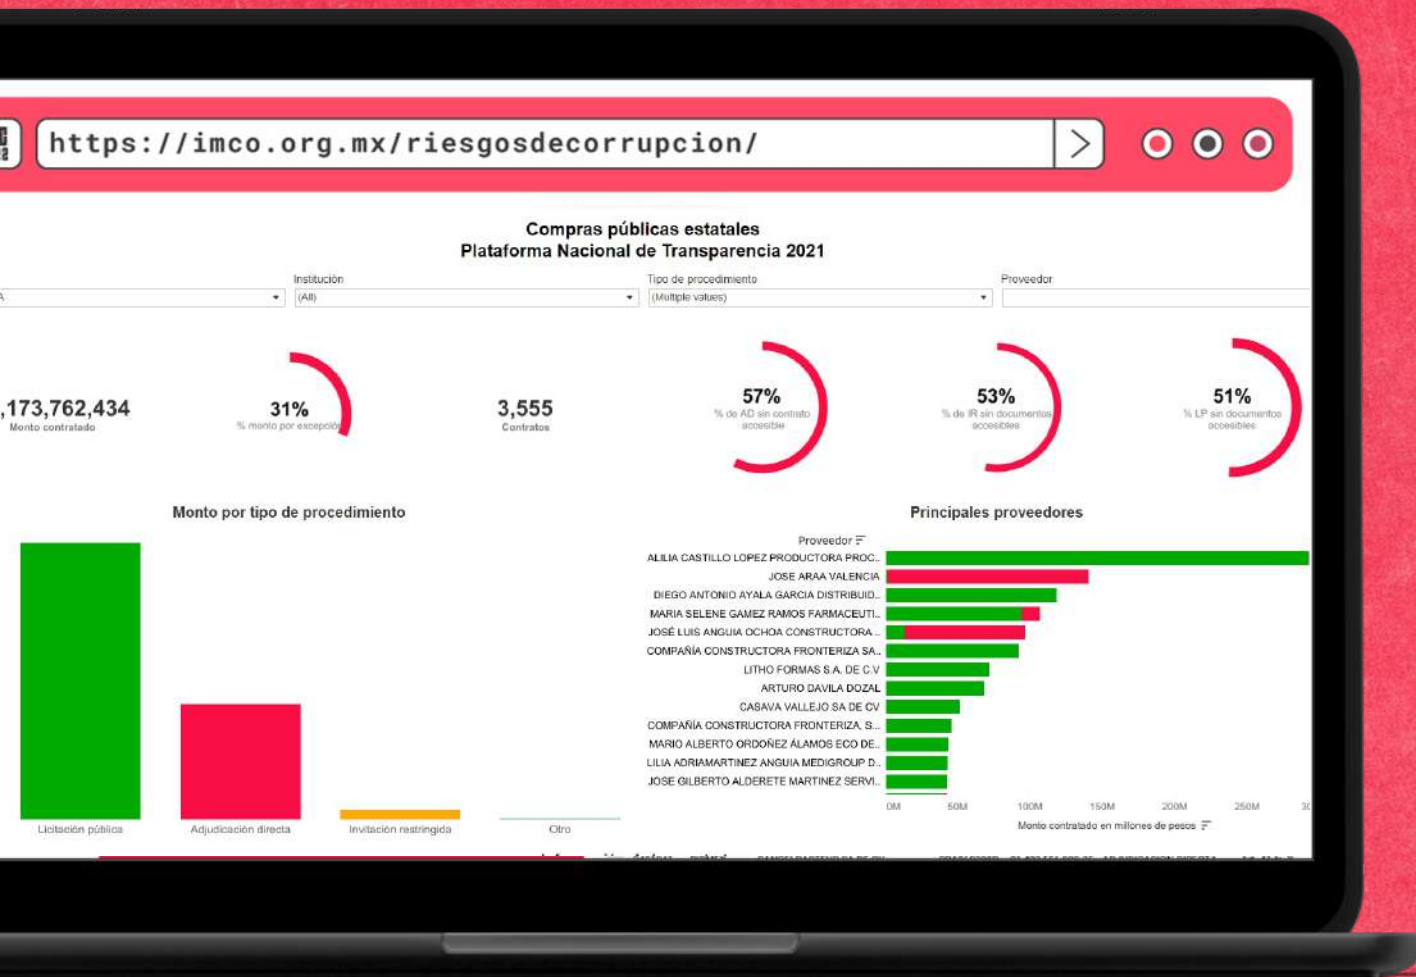 https://imco.org.mx/riesgosdecorrupcion/
Compras públicas estatales
Plataforma Nacional de Transparencia 2021
Institución
Tipo de procedimiento
Proveedor
A
(All)
(Multiple values)
,173,762,434
Monto contratado
31%
% monto por excepción
3,555
Contratos
57%
% de AD sin contrato
accesible
53%
% de IR sin documentos
accesibles
51%
% LP sin documentos
accesibles
Monto por tipo de procedimiento
Licitación pública
Adjudicación directa
Invitación restringida
Otro
Principales proveedores
Proveedor
ALILIA CASTILLO LOPEZ PRODUCTORA PROC..
JOSE ARAA VALENCIA
DIEGO ANTONIO AYALA GARCIA DISTRIBUID..
MARIA SELENE GAMEZ RAMOS FARMACEUTI..
JOSÉ LUIS ANGUIA OCHOA CONSTRUCTORA ..
COMPAÑÍA CONSTRUCTORA FRONTERIZA SA..
LITHO FORMAS S.A. DE C.V
ARTURO DAVILA DOZAL
CASAVA VALLEJO SA DE CV
COMPAÑÍA CONSTRUCTORA FRONTERIZA, S...
MARIO ALBERTO ORDOÑEZ ÁLAMOS ECO DE..
LILIA ADRIAMARTINEZ ANGUIA MEDIGROUP D..
JOSE GILBERTO ALDERETE MARTINEZ SERVI..
0M 50M 100M 150M 200M 250M 30
Monto contratado en millones de pesos